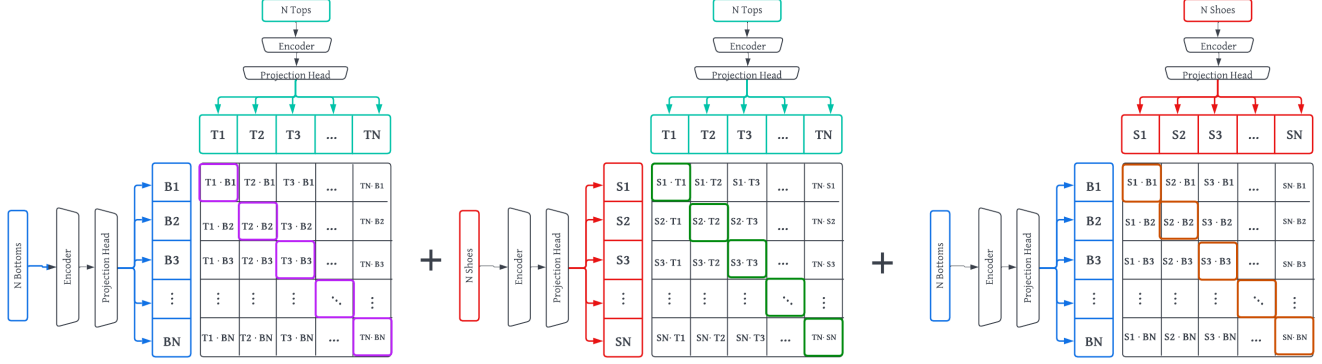 N Tops
Encoder
Projection Head
T1 T2 T3 ... TN
N Bottoms
Encoder
Projection Head
B1 T1 · B1 T2 · B1 T3 · B1 ... TN · B1
B2 T1 · B2 T2 · B2 T3 · B2 TN · B2
B3 T1 · B3 T2 · B3 T3 · B3 ... TN · B3
⋮ ⋮ ⋮ ⋮ ⋱ ⋮
BN T1 · BN T2 · BN T3 · BN ... TN · BN
+
N Tops
Encoder
Projection Head
T1 T2 T3 ... TN
N Shoes
Encoder
Projection Head
S1 S1 · T1 S1 · T2 S1 · T3 ... TN · S1
S2 S2 · T1 S2 · T2 S2 · T3 TN · S2
S3 S3 · T1 S3 · T2 S3 · T3 ... TN · S3
⋮ ⋮ ⋮ ⋮ ⋱ ⋮
SN SN · T1 SN · T2 SN · T3 ... TN · SN
+
N Shoes
Encoder
Projection Head
S1 S2 S3 ... SN
N Bottoms
Encoder
Projection Head
B1 S1 · B1 S2 · B1 S3 · B1 ... SN · B1
B2 S1 · B2 S2 · B2 S3 · B2 SN · B2
B3 S1 · B3 S2 · B3 S3 · B3 ... SN · B3
⋮ ⋮ ⋮ ⋮ ⋱ ⋮
BN S1 · BN S2 · BN S3 · BN ... SN · BN